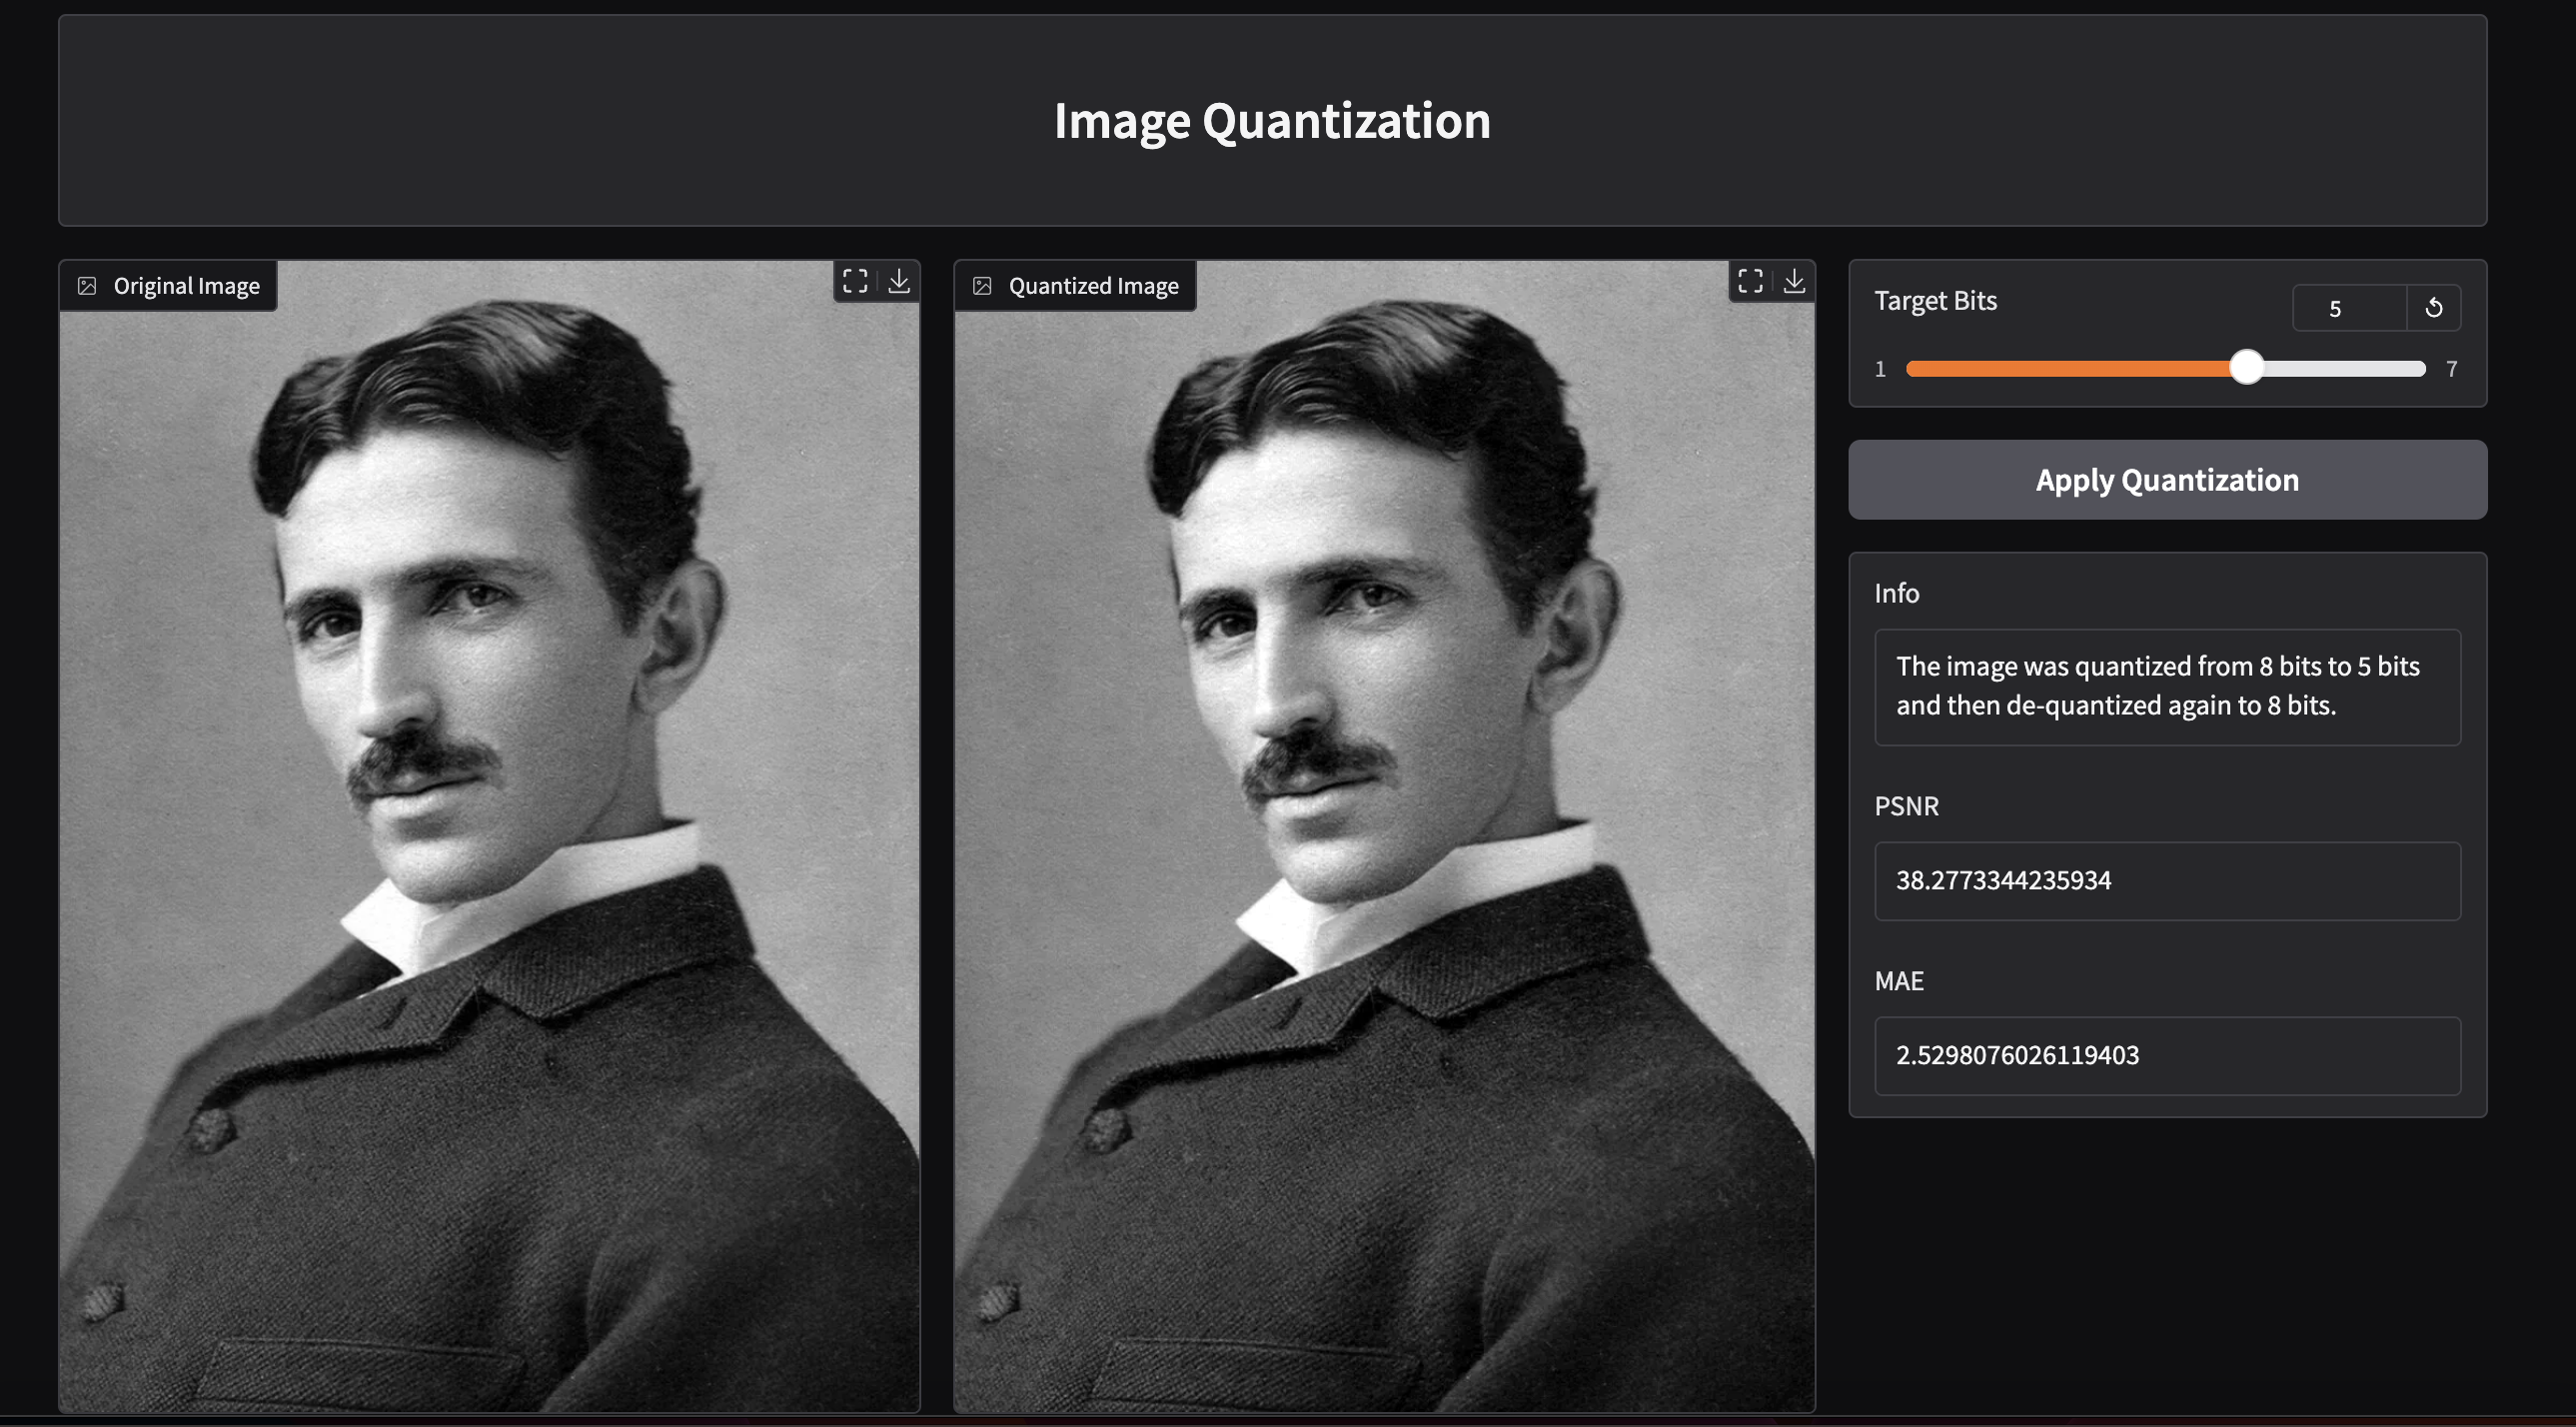 Image Quantization
Original Image
Quantized Image
Target Bits
5
1
7
Apply Quantization
Info
The image was quantized from 8 bits to 5 bits
and then de-quantized again to 8 bits.
PSNR
38.2773344235934
MAE
2.5298076026119403